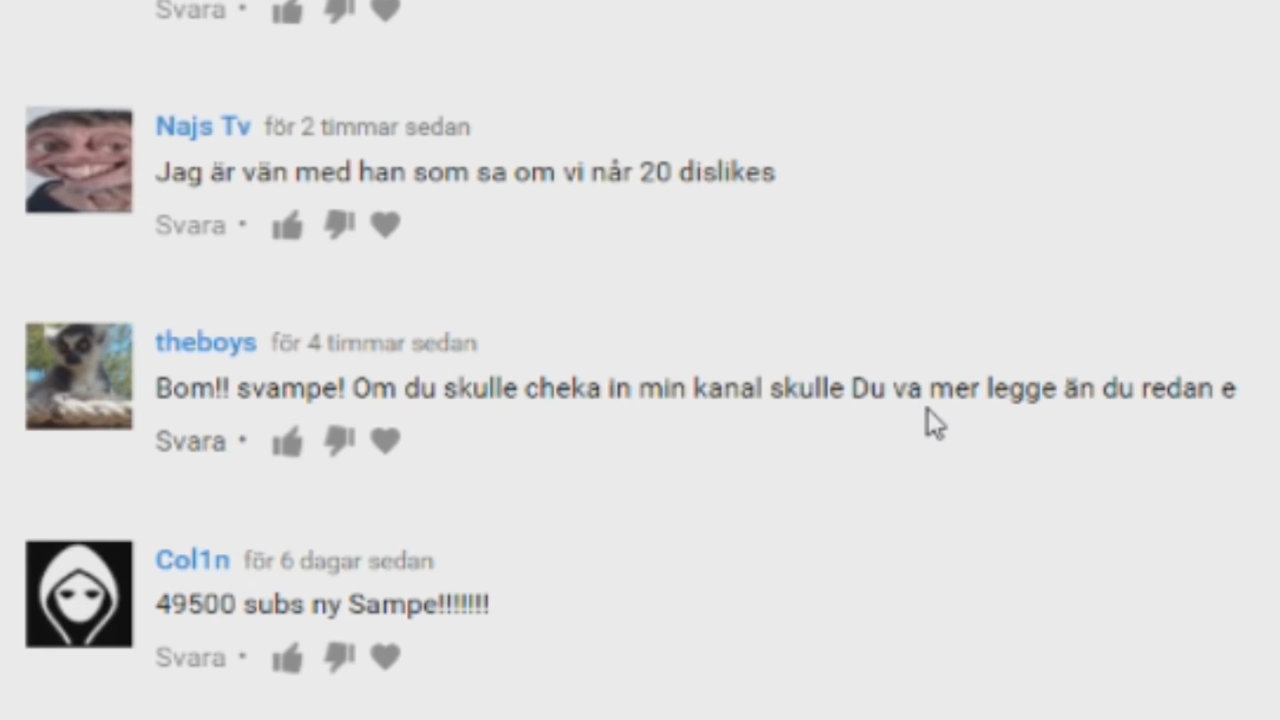 Svara •
Najs Tv för 2 timmar sedan
Jag är vän med han som sa om vi når 20 dislikes
Svara •
theboys för 4 timmar sedan
Bom!! svampe! Om du skulle cheka in min kanal skulle Du va mer legge än du redan e
Svara •
Col1n för 6 dagar sedan
49500 subs ny Sampe!!!!!!!
Svara •